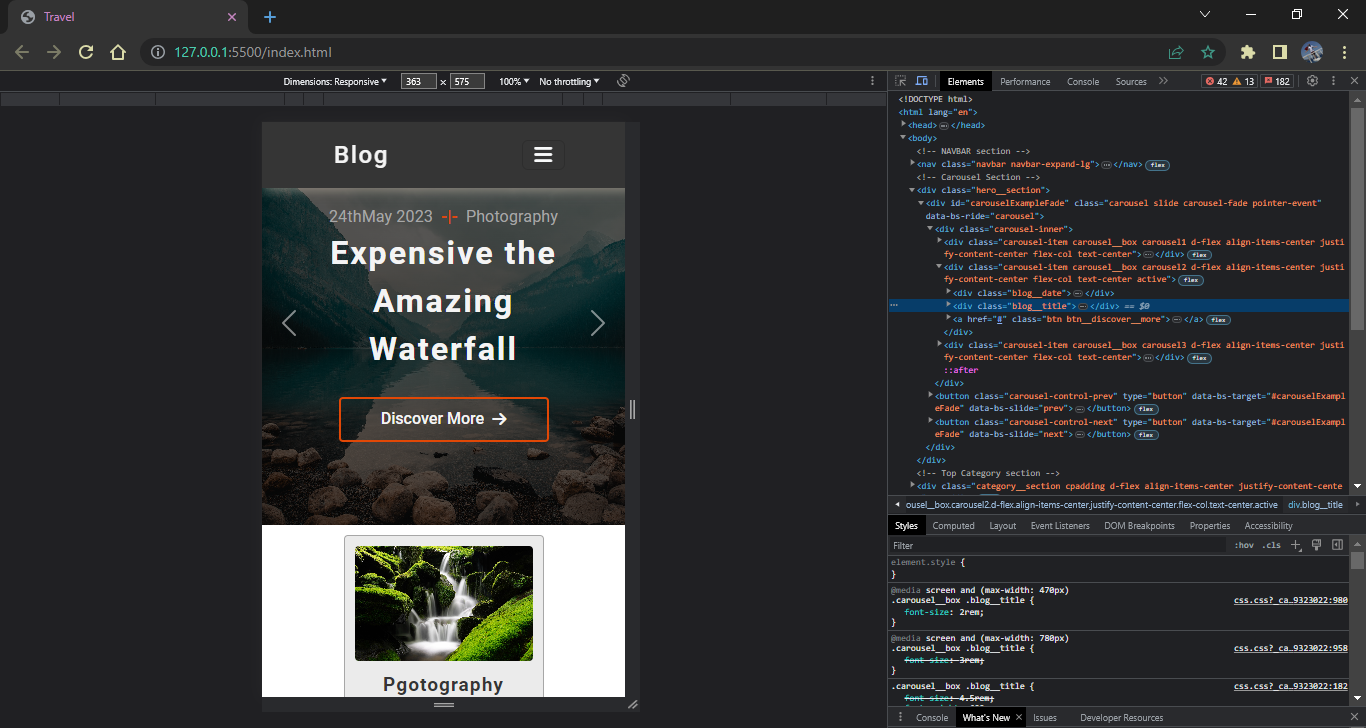 Travel
127.0.0.1:5500/index.html
Dimensions: Responsive 363 x 575 100% No throttling
Elements Performance Console Sources 42 13 182
Blog
24thMay 2023 -|- Photography
Expensive the
Amazing
Waterfall
Discover More
Pgotography
<!DOCTYPE html>
<html lang="en">
<head>…</head>
<body>
<!-- NAVBAR section -->
<nav class="navbar navbar-expand-lg">…</nav> flex
<!-- Carousel Section -->
<div class="hero__section">
<div id="carouselExampleFade" class="carousel slide carousel-fade pointer-event"
data-bs-ride="carousel">
<div class="carousel-inner">
<div class="carousel-item carousel__box carousel1 d-flex align-items-center justi
fy-content-center flex-col text-center">…</div> flex
<div class="carousel-item carousel__box carousel2 d-flex align-items-center justi
fy-content-center flex-col text-center active"> flex
<div class="blog__date">…</div>
<div class="blog__title">…</div> == $0
<a href="#" class="btn btn__discover__more">…</a> flex
</div>
<div class="carousel-item carousel__box carousel3 d-flex align-items-center justi
fy-content-center flex-col text-center">…</div> flex
::after
</div>
<button class="carousel-control-prev" type="button" data-bs-target="#carouselExampl
eFade" data-bs-slide="prev">…</button> flex
<button class="carousel-control-next" type="button" data-bs-target="#carouselExampl
eFade" data-bs-slide="next">…</button> flex
</div>
</div>
<!-- Top Category section -->
<div class="category__section cpadding d-flex align-items-center justify-content-cente
ousel__box.carousel2.d-flex.align-items-center.justify-content-center.flex-col.text-center.active div.blog__title
Styles Computed Layout Event Listeners DOM Breakpoints Properties Accessibility
Filter :hov .cls
element.style {
}
@media screen and (max-width: 470px)
.carousel__box .blog__title { css.css?_ca…9323022:980
font-size: 2rem;
}
@media screen and (max-width: 780px)
.carousel__box .blog__title { css.css?_ca…9323022:958
font-size: 3rem;
}
.carousel__box .blog__title { css.css?_ca…9323022:182
font-size: 4.5rem;
Console What's New Issues Developer Resources